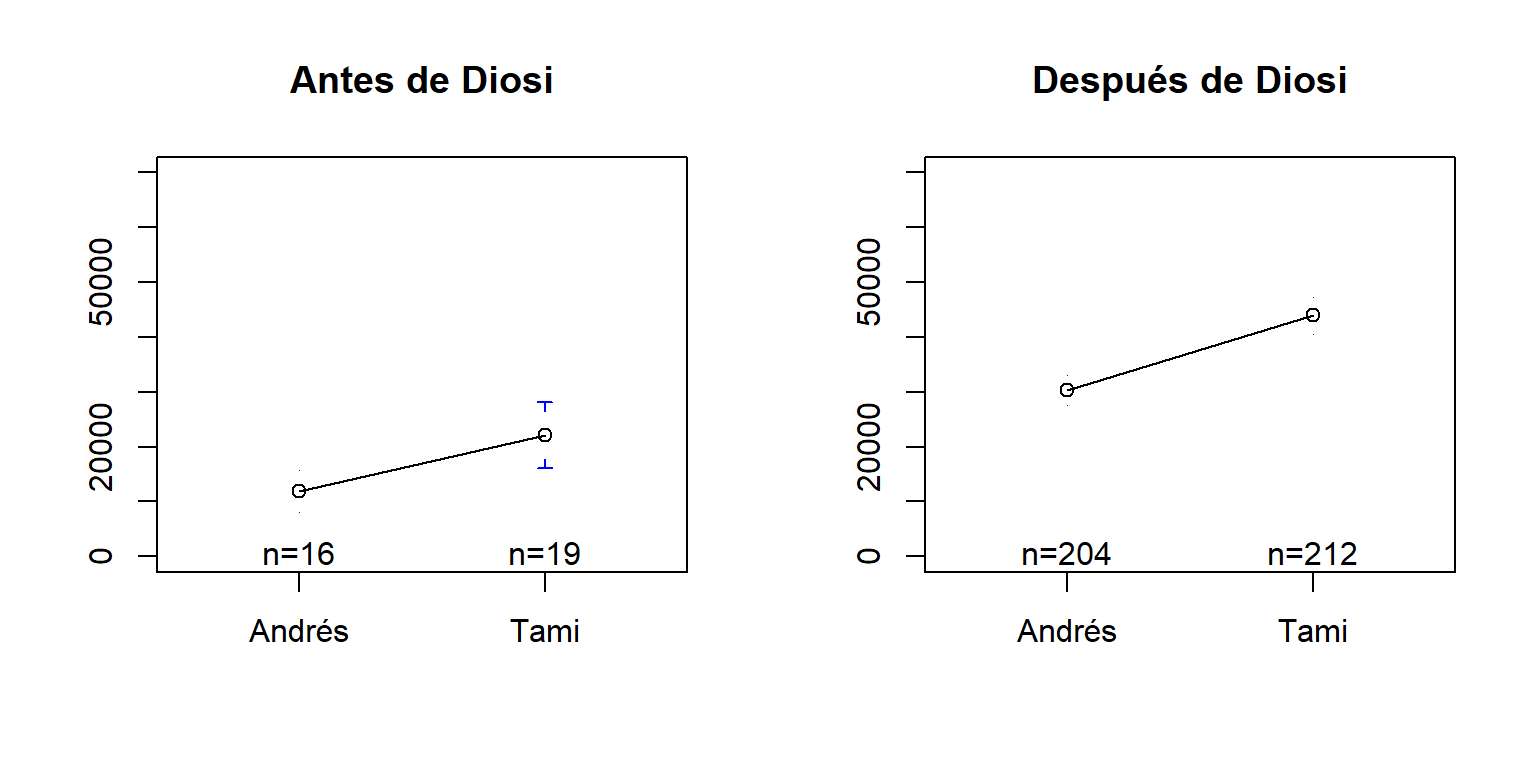 Antes de Diosi
50000
20000
0
n=16 n=19
Andrés Tami
Después de Diosi
50000
20000
0
n=204 n=212
Andrés Tami